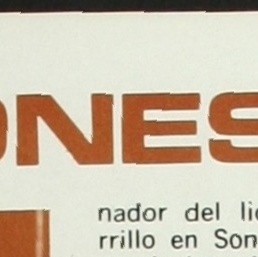 ONES
nador del lic
rrillo en Son